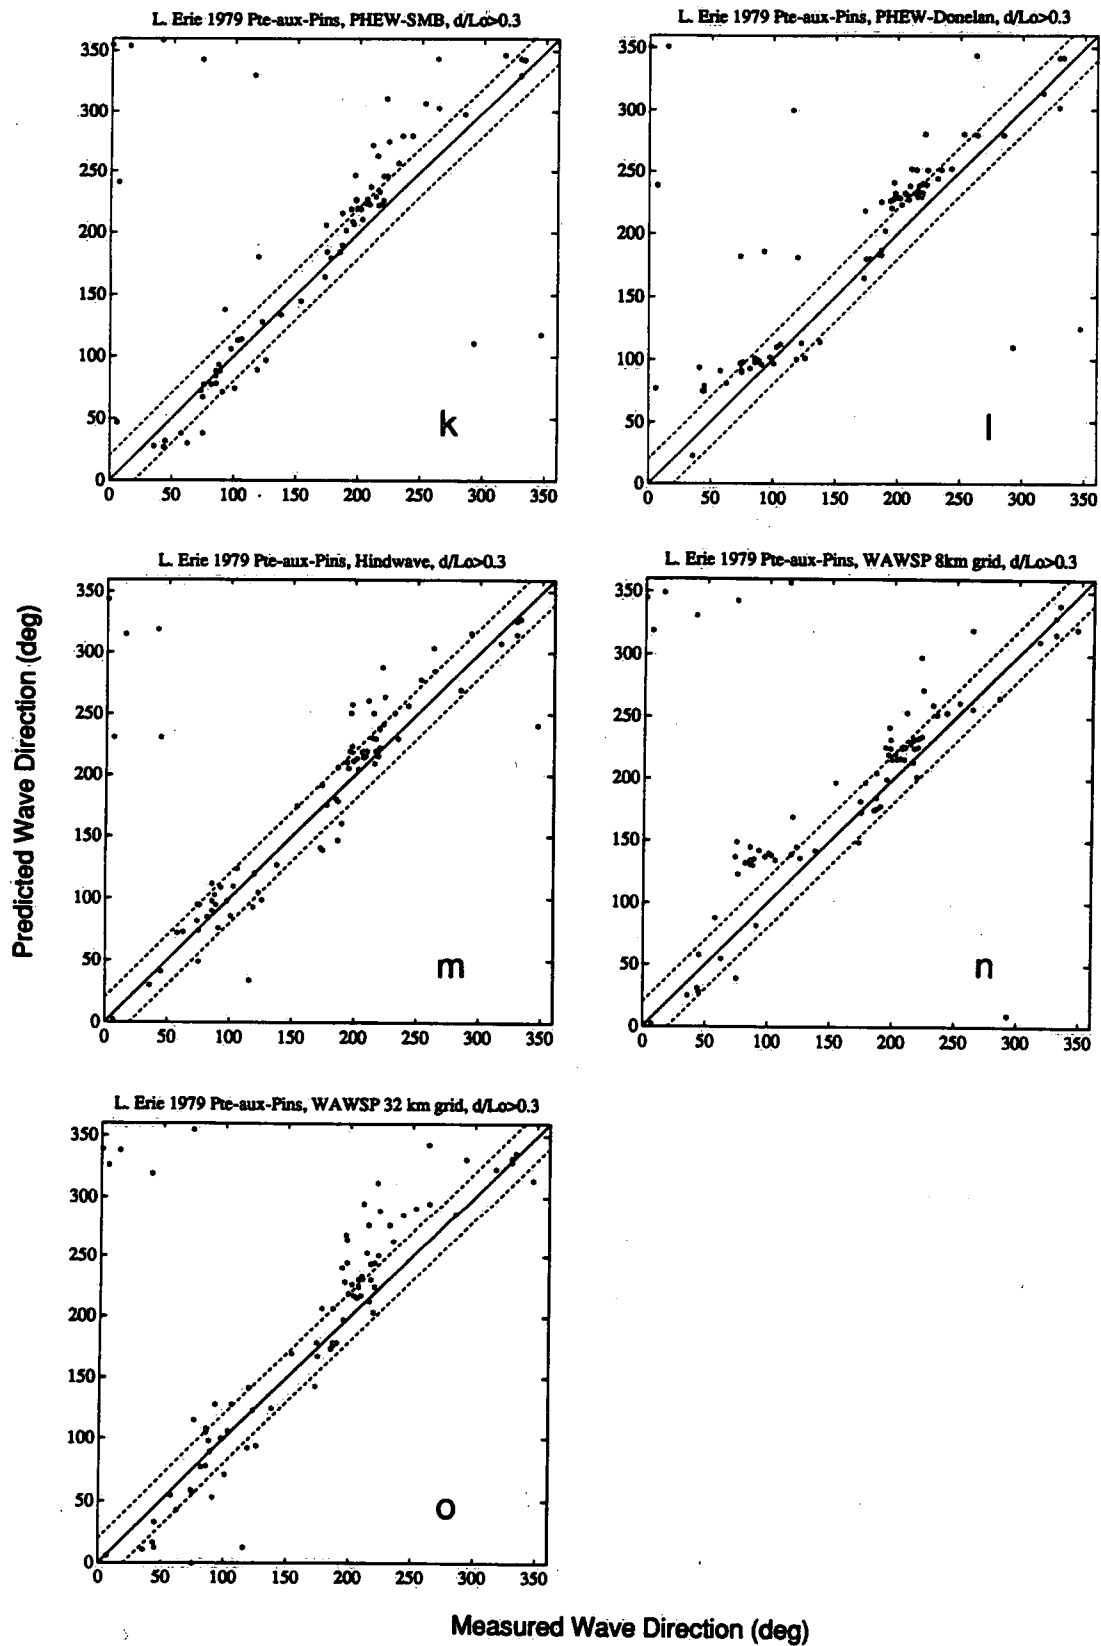 L. Erie 1979 Pte-aux-Pins, PHEW-SMB, d/Lo>0.3
350
300
250
200
150
100
50
0
0 50 100 150 200 250 300 350
k
L. Erie 1979 Pte-aux-Pins, PHEW-Donelan, d/Lo>0.3
350
300
250
200
150
100
50
0
0 50 100 150 200 250 300 350
l
L. Erie 1979 Pte-aux-Pins, Hindwave, d/Lo>0.3
350
300
250
200
150
100
50
0
0 50 100 150 200 250 300 350
m
L. Erie 1979 Pte-aux-Pins, WAWSP 8km grid, d/Lo>0.3
350
300
250
200
150
100
50
0
0 50 100 150 200 250 300 350
n
Predicted Wave Direction (deg)
L. Erie 1979 Pte-aux-Pins, WAWSP 32 km grid, d/Lo>0.3
350
300
250
200
150
100
50
0
0 50 100 150 200 250 300 350
o
Measured Wave Direction (deg)